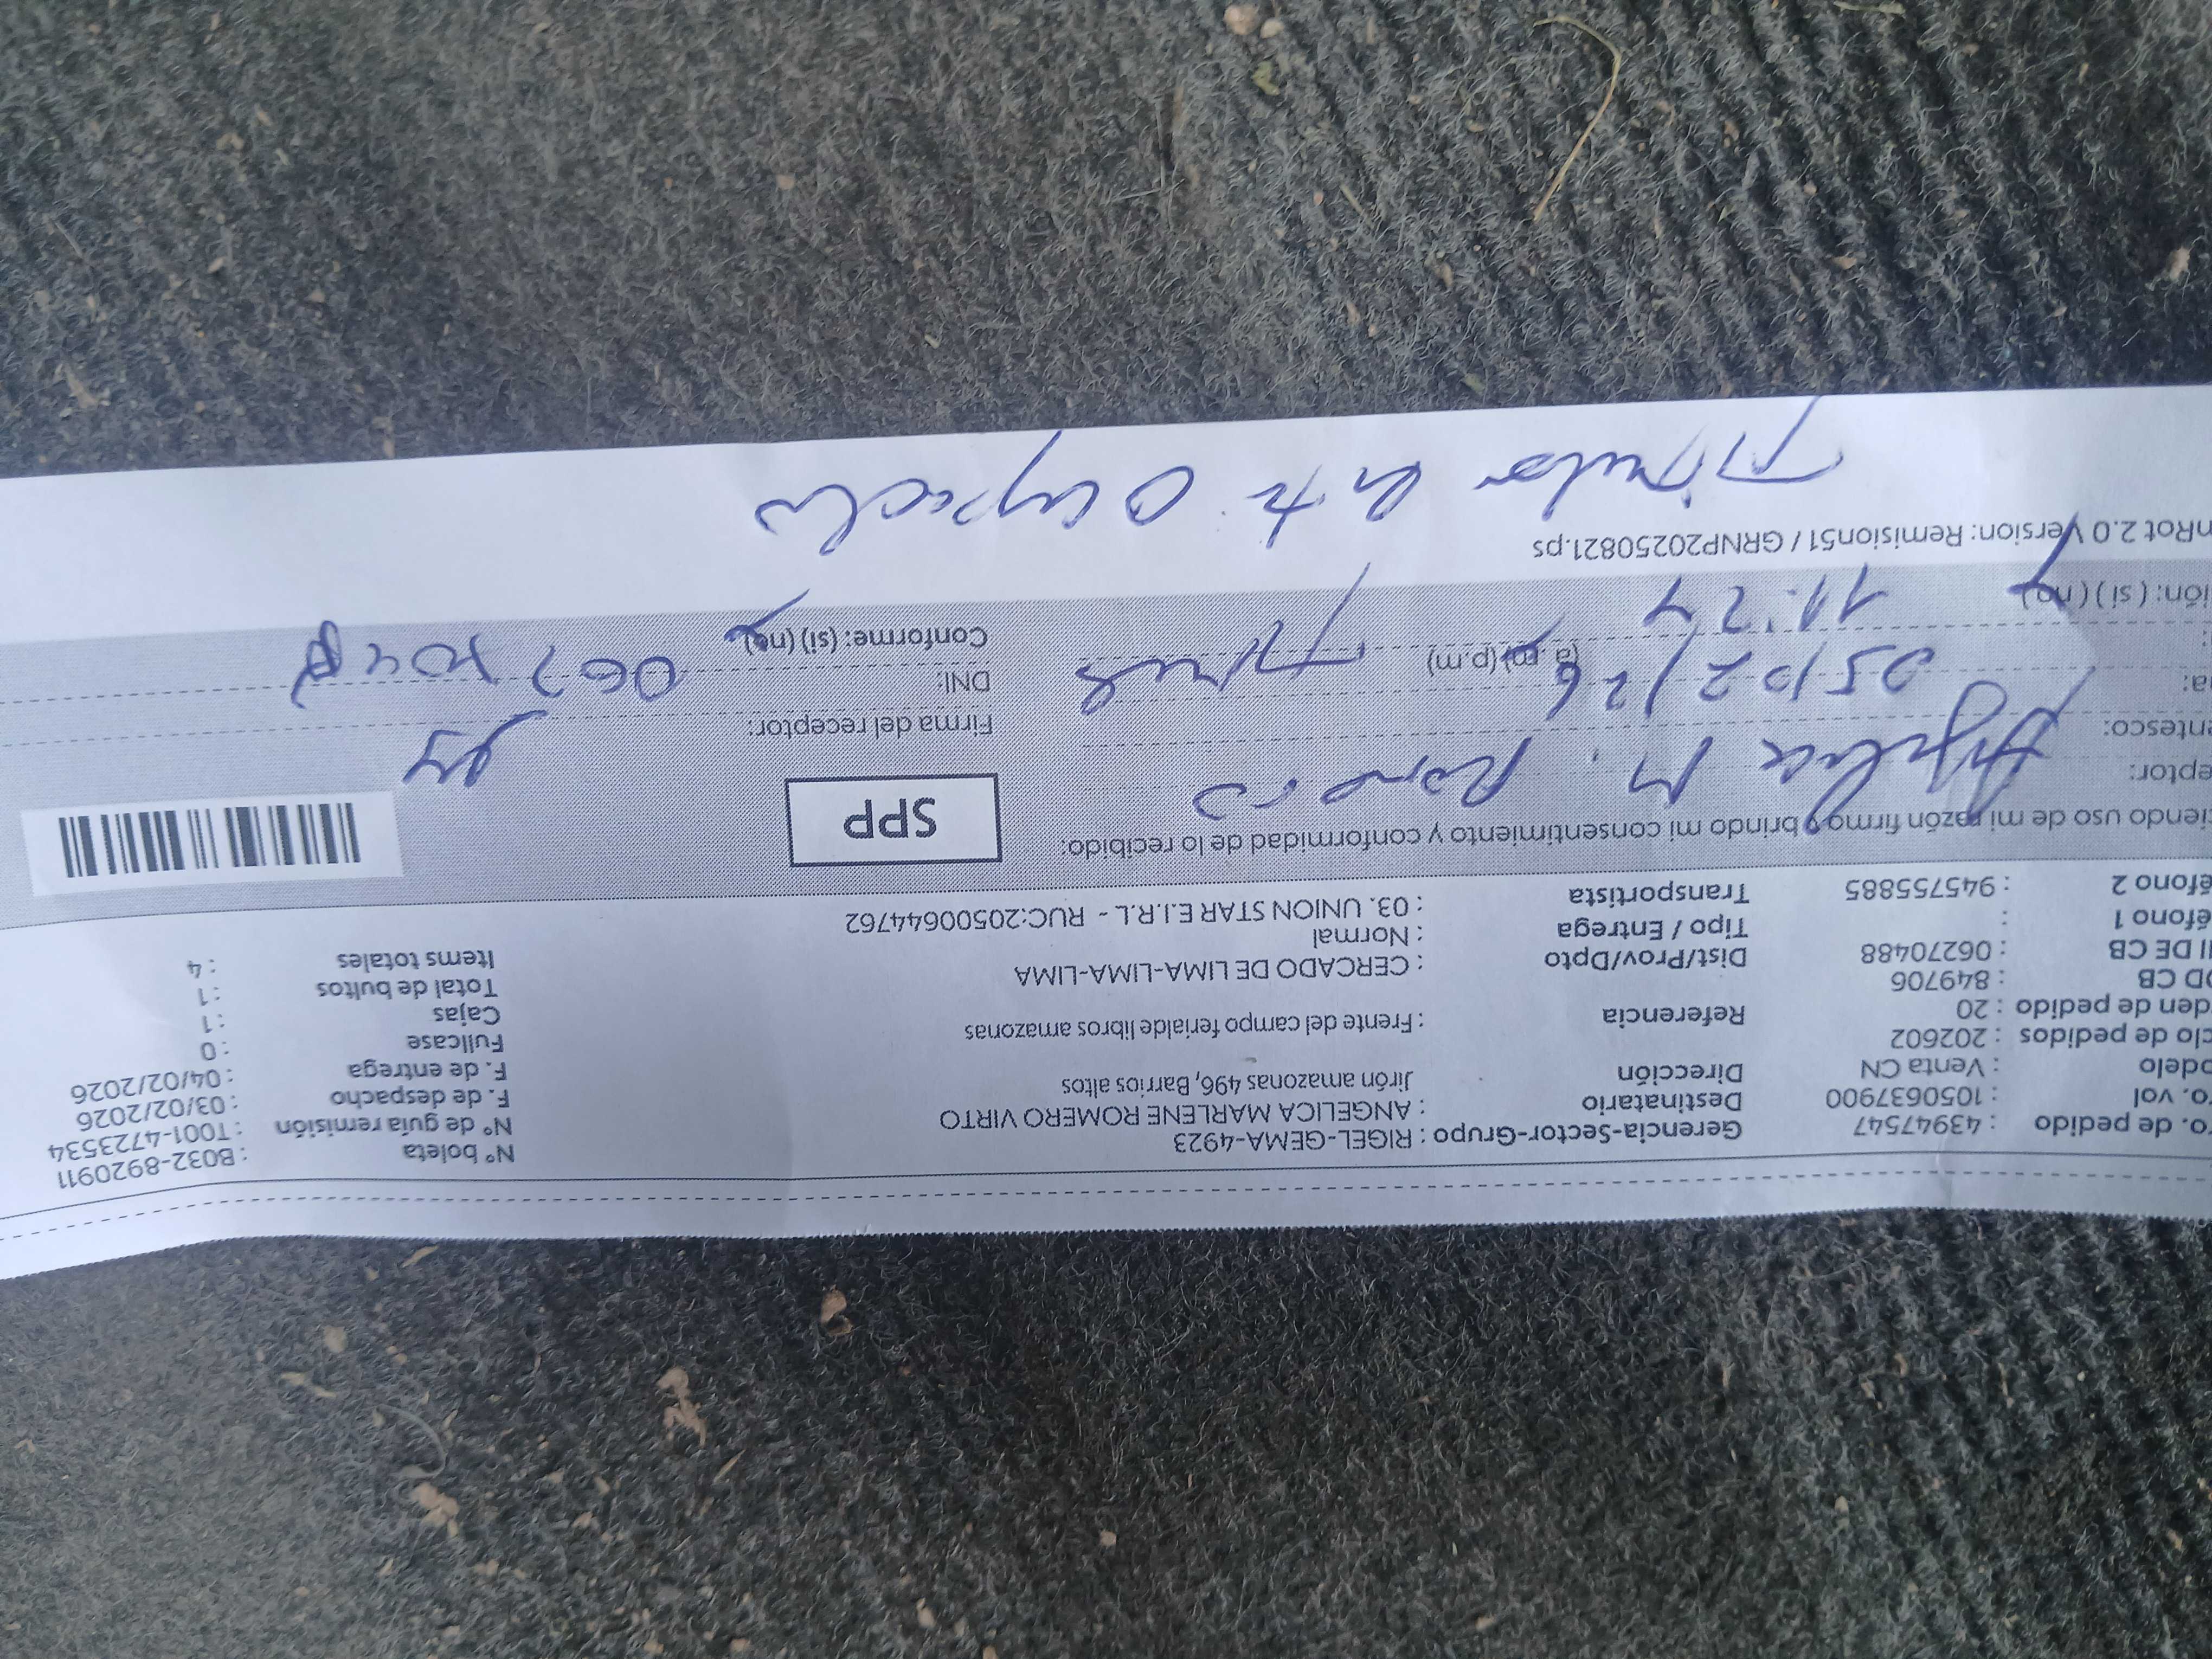 ro. de pedido : 43947547 Gerencia-Sector-Grupo : RIGEL-GEMA-4923 N° boleta : B032-8920911
ro. vol : 1050637900 Destinatario : ANGELICA MARLENE ROMERO VIRTO N° de guía remisión : T001-4723534
odelo : Venta CN Dirección Jirón amazonas 496, Barrios altos F. de despacho : 03/02/2026
clo de pedidos : 202602 F. de entrega : 04/02/2026
den de pedido : 20 Referencia : Frente del campo ferialde libros amazonas Fullcase : 0
OD CB : 849706 Cajas : 1
II DE CB : 06270488 Dist/Prov/Dpto : CERCADO DE LIMA-LIMA-LIMA Total de bultos : 1
éfono 1 : Tipo / Entrega : Normal Items totales : 4
éfono 2 : 945755885 Transportista : 03. UNION STAR E.I.R.L - RUC:20500644762
ciendo uso de mi razón firmo y brindo mi consentimiento y conformidad de lo recibido:
SPP
eptor: M. Romero
entesco: Firma del receptor:
a: 05/02/26 (a.m) (p.m) DNI:
11:24
ión: (si) (no) Conforme: (si) (no)
nRot 2.0 Version: Remision51 / GRNP20250821.ps